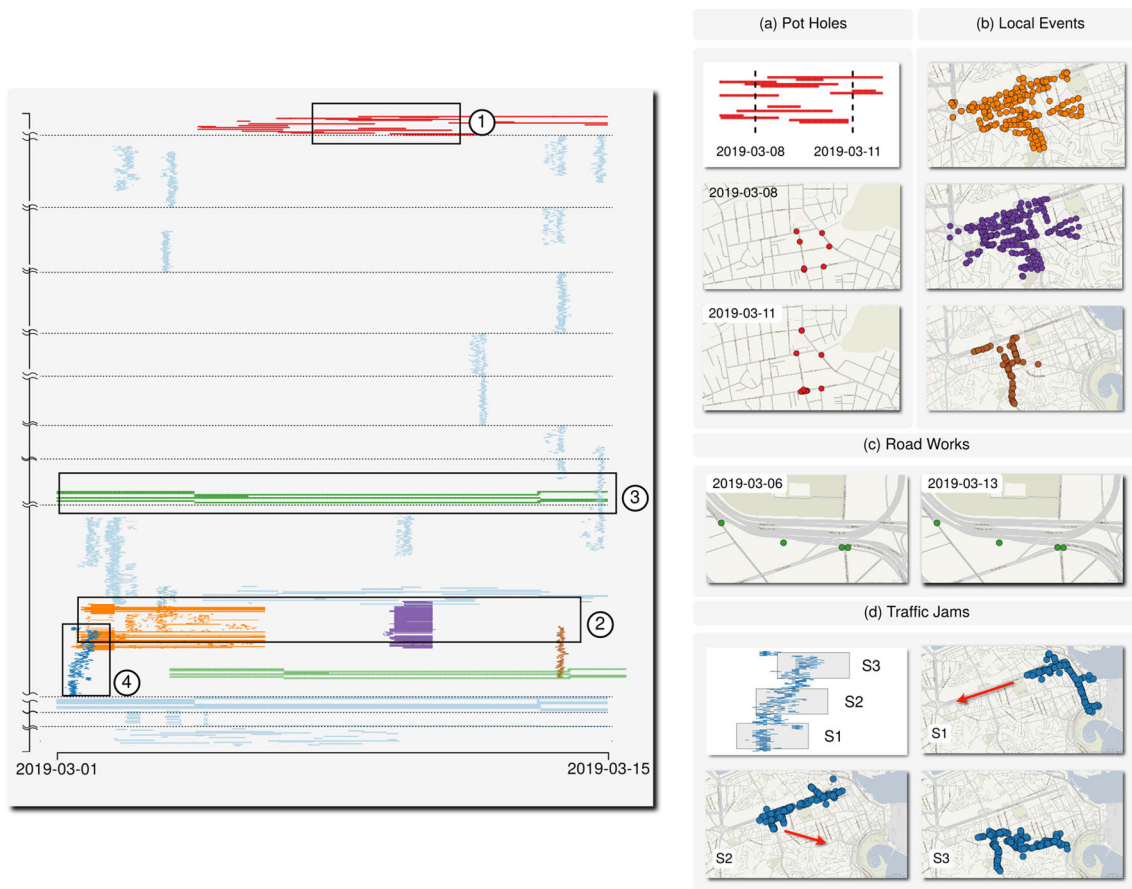 1
3
2
4
2019-03-01
2019-03-15
(a) Pot Holes
(b) Local Events
2019-03-08
2019-03-11
2019-03-08
2019-03-11
(c) Road Works
2019-03-06
2019-03-13
(d) Traffic Jams
S3
S2
S1
S1
S2
S3